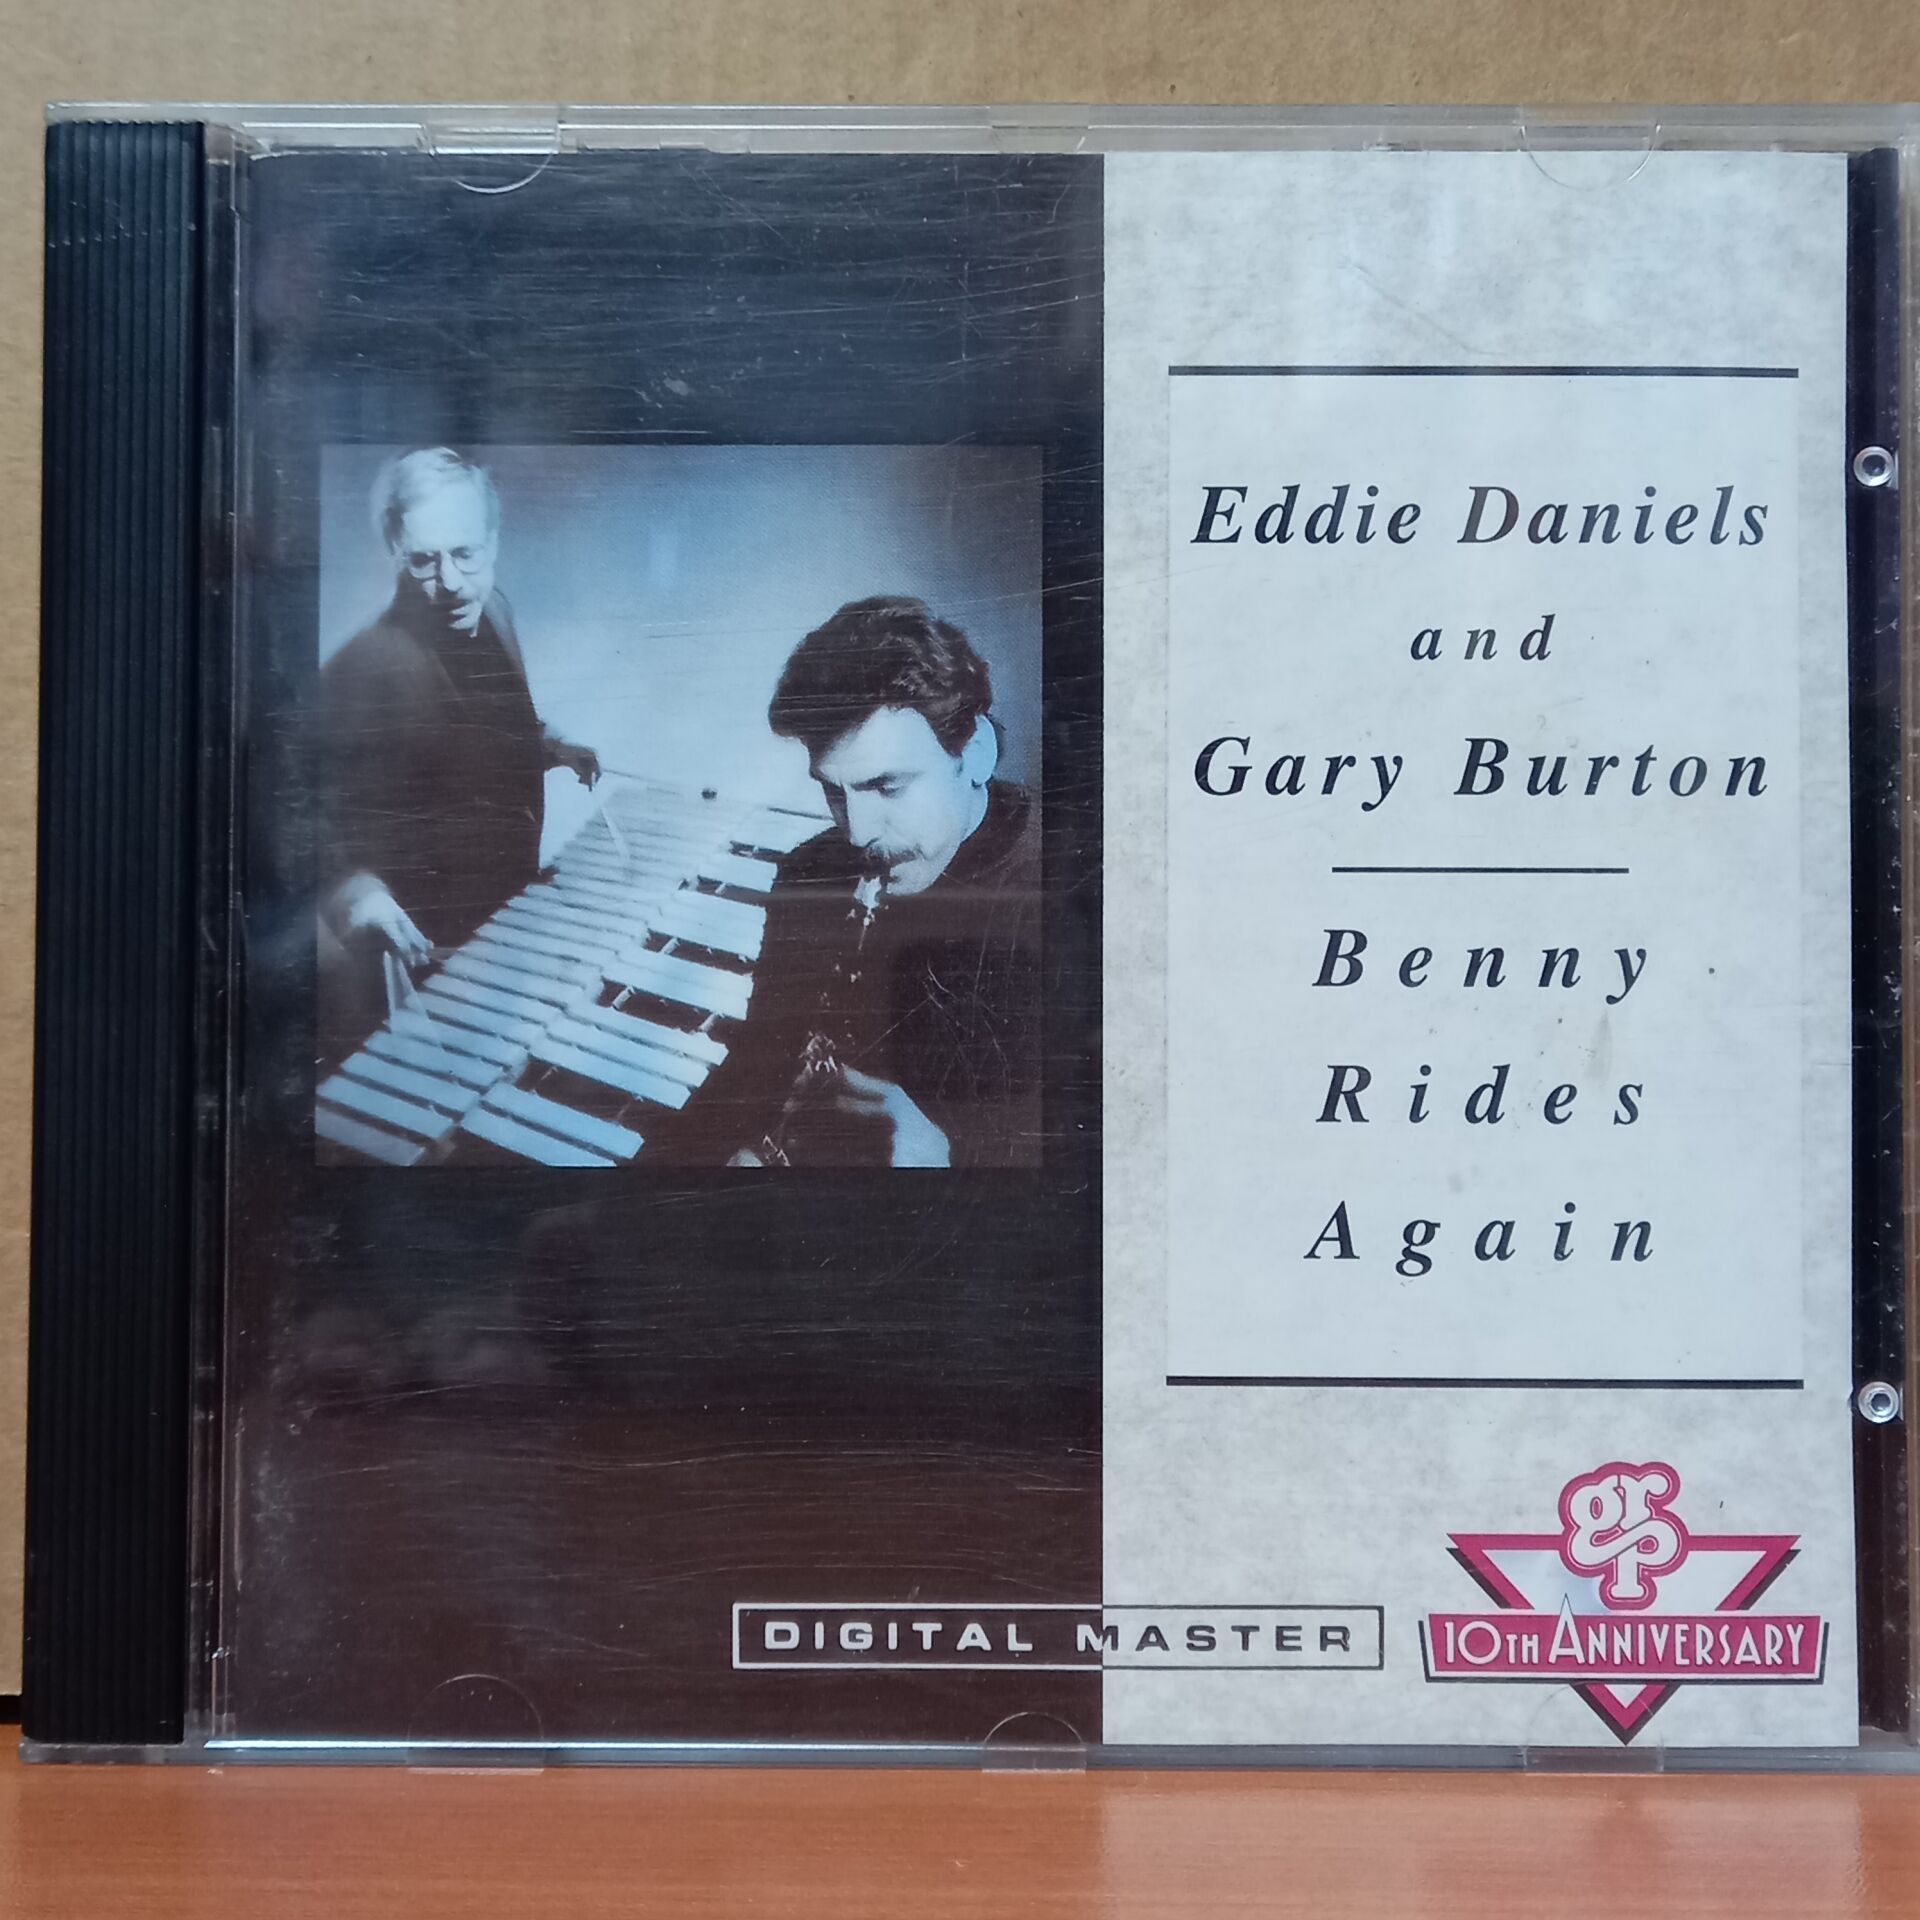 Eddie Daniels
and
Gary Burton
Benny
Rides
Again
DIGITAL MASTER
grp
10TH ANNIVERSARY